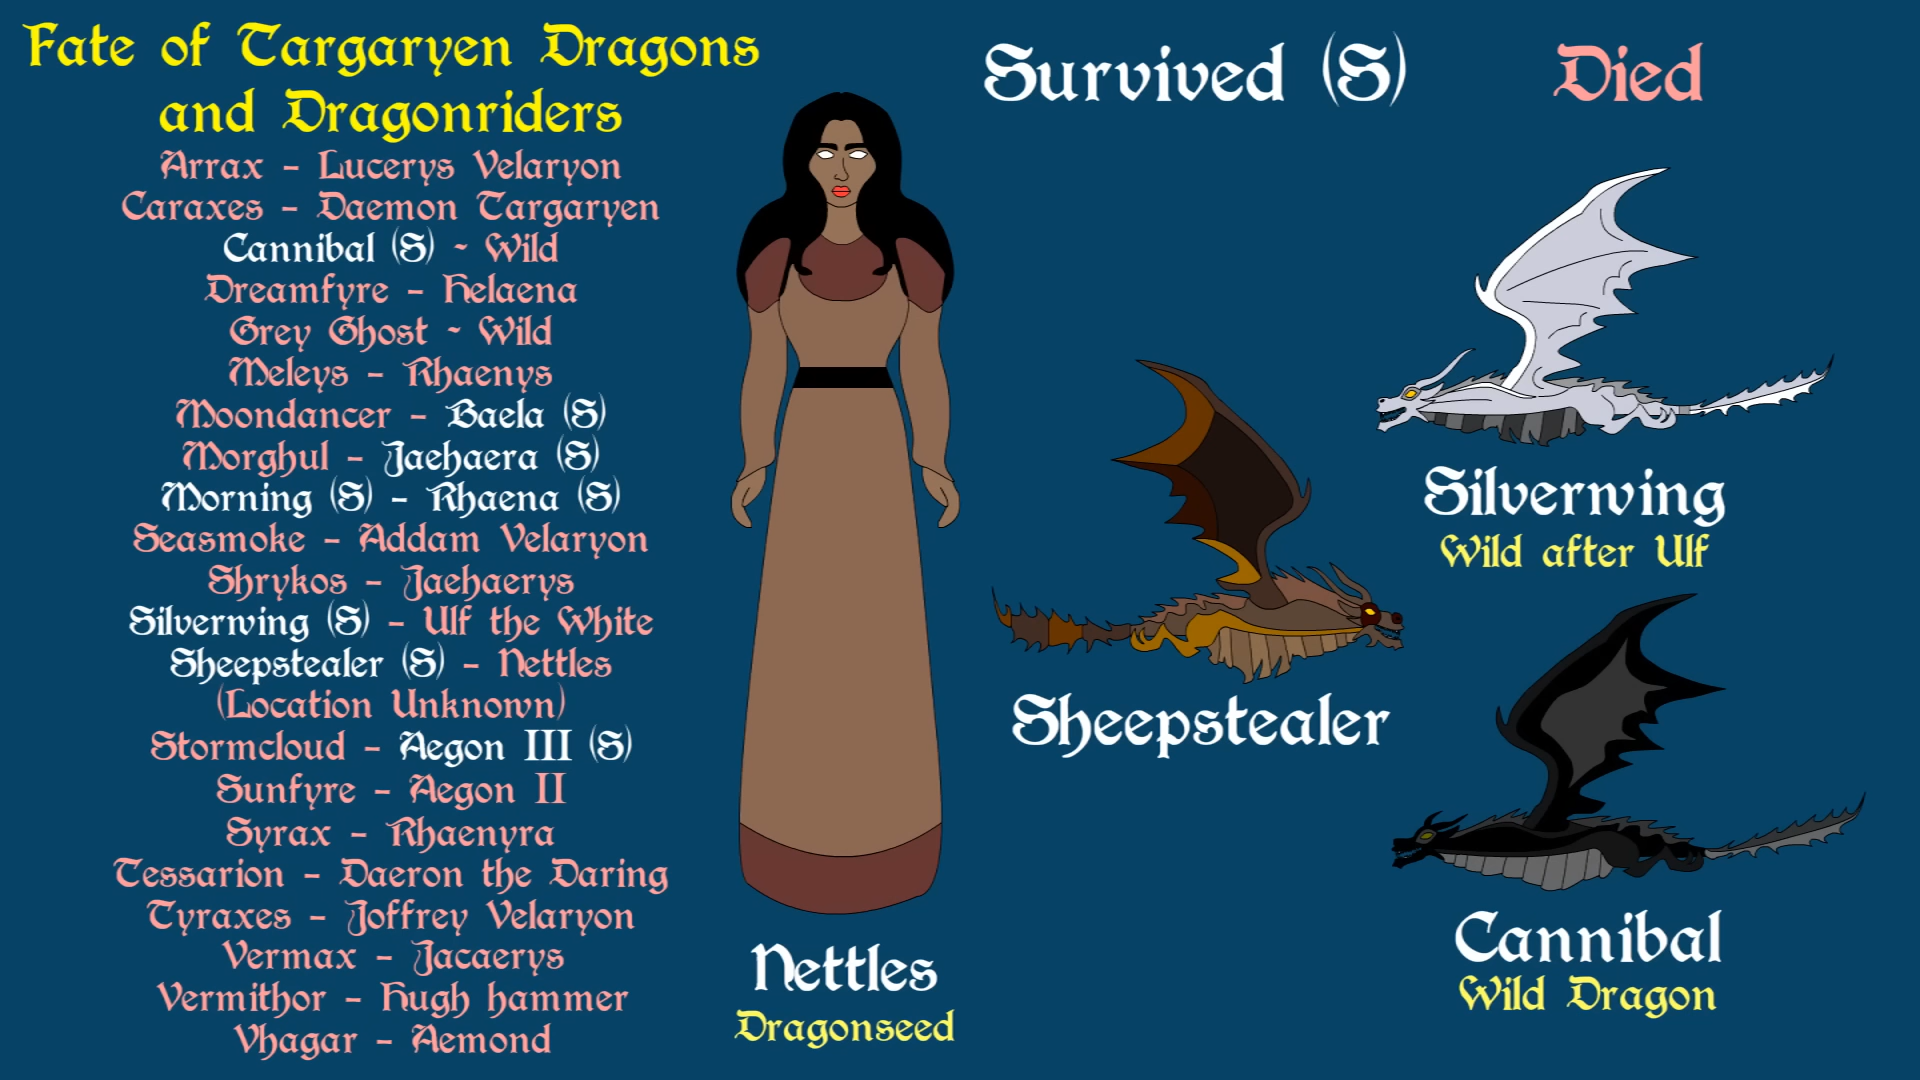 Fate of Targaryen Dragons
and Dragonriders
Arrax - Lucerys Velaryon
Caraxes - Daemon Targaryen
Cannibal (S) - Wild
Dreamfyre - Helaena
Grey Ghost - Wild
Meleys - Rhaenys
Moondancer - Baela (S)
Morghul - Jaehaera (S)
Morning (S) - Rhaena (S)
Seasmoke - Addam Velaryon
Shrykos - Jaehaerys
Silverwing (S) - Ulf the White
Sheepstealer (S) - Nettles
(Location Unknown)
Stormcloud - Aegon III (S)
Sunfyre - Aegon II
Syrax - Rhaenyra
Tessarion - Daeron the Daring
Tyraxes - Joffrey Velaryon
Vermax - Jacaerys
Vermithor - Hugh hammer
Vhagar - Aemond
Nettles
Dragonseed
Survived (S)
Died
Silverwing
Wild after Ulf
Sheepstealer
Cannibal
Wild Dragon